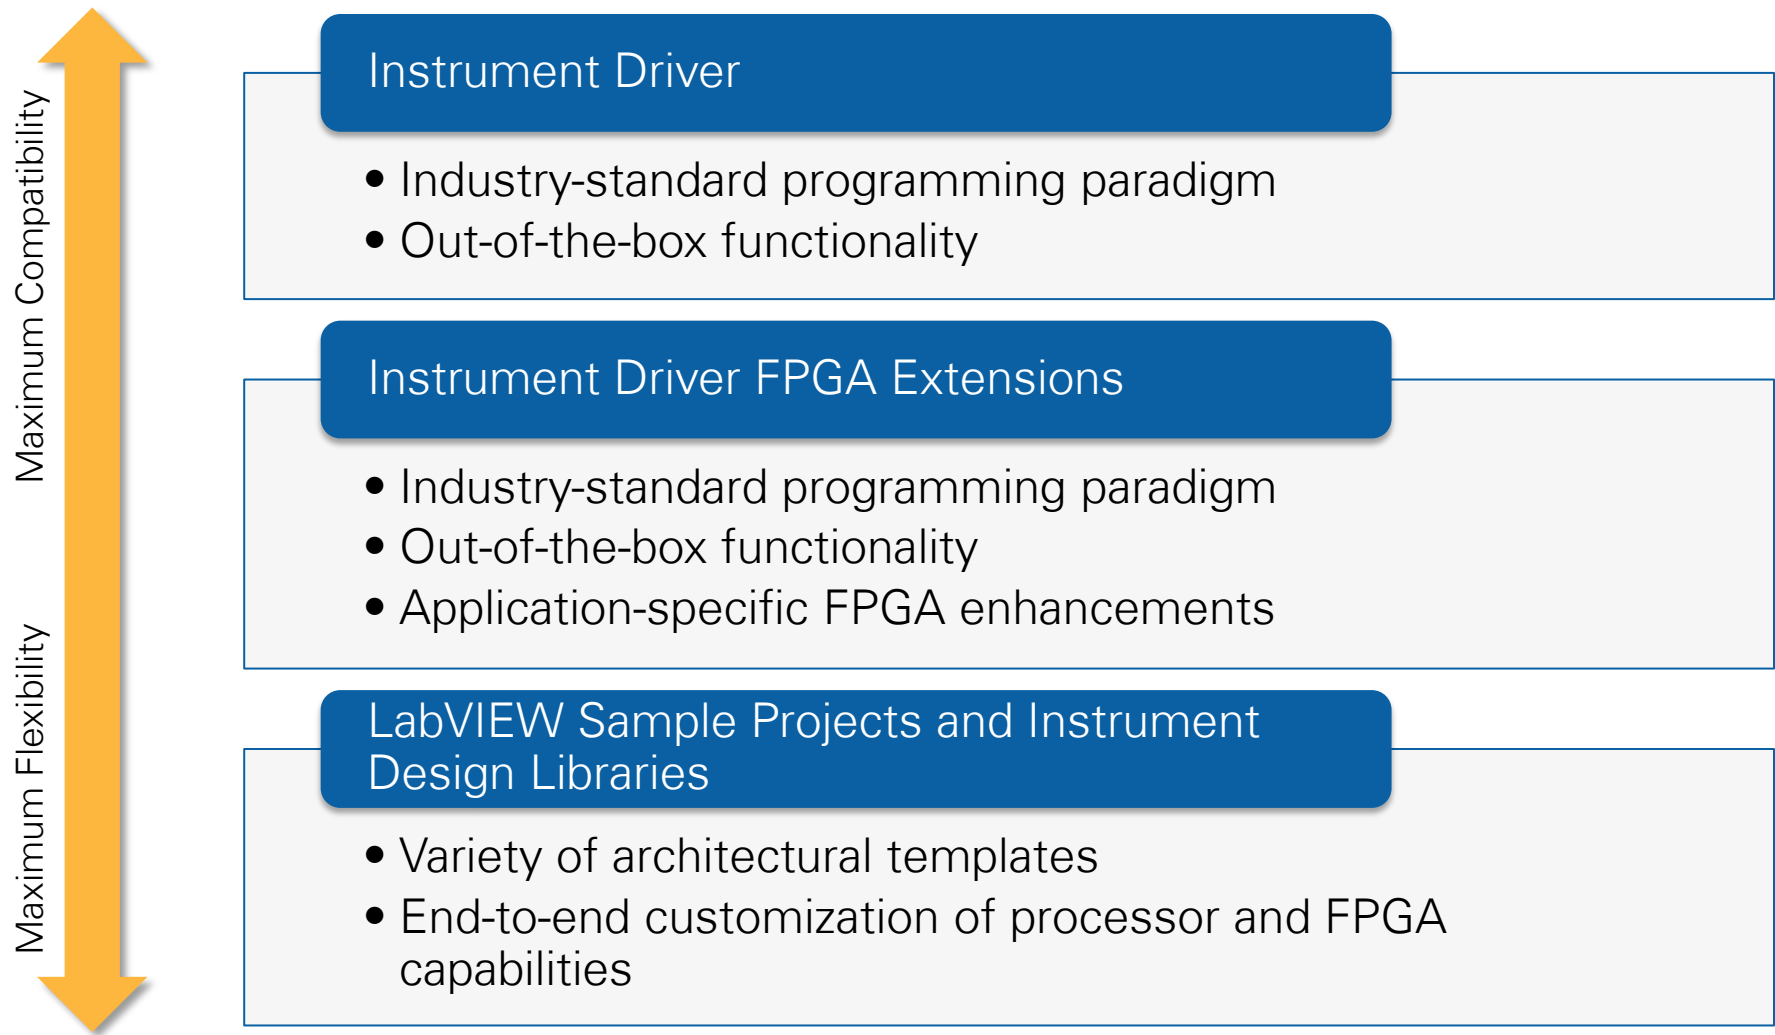 Maximum Compatibility
Maximum Flexibility
Instrument Driver
• Industry-standard programming paradigm
• Out-of-the-box functionality
Instrument Driver FPGA Extensions
• Industry-standard programming paradigm
• Out-of-the-box functionality
• Application-specific FPGA enhancements
LabVIEW Sample Projects and Instrument
Design Libraries
• Variety of architectural templates
• End-to-end customization of processor and FPGA
capabilities